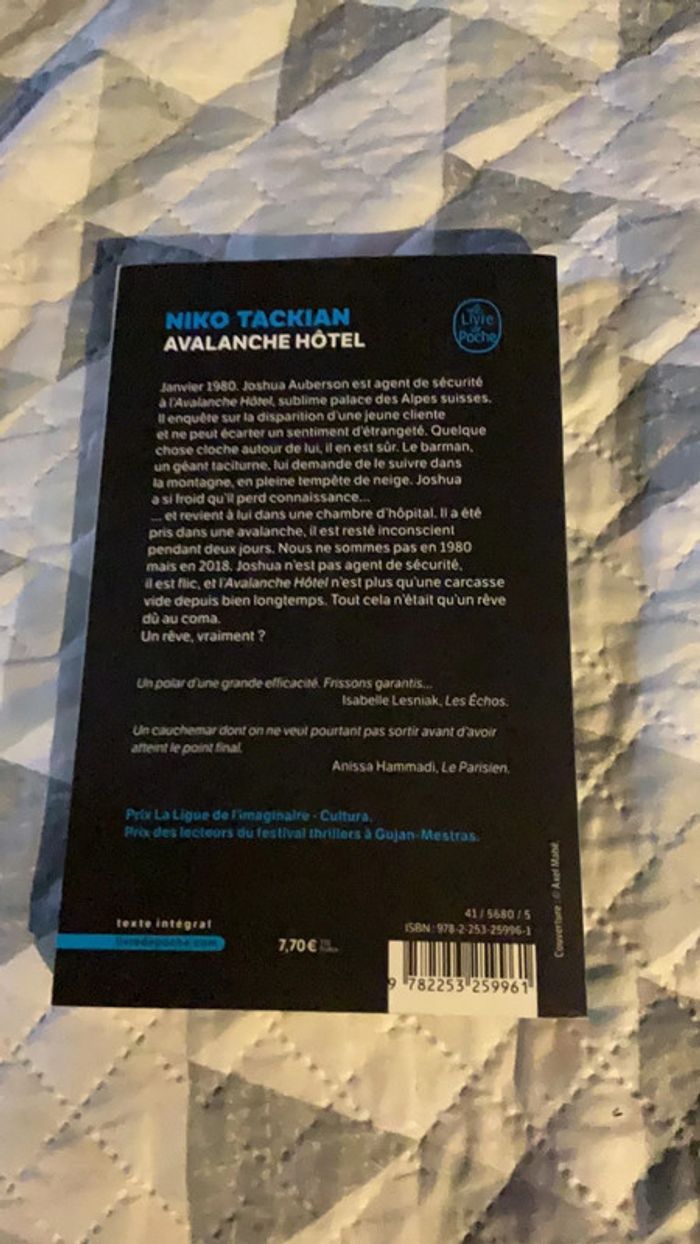 NIKO TACKIAN
AVALANCHE HÔTEL
Le
Livre
de
Poche
Janvier 1980. Joshua Auberson est agent de sécurité
à l'Avalanche Hôtel, sublime palace des Alpes suisses.
Il enquête sur la disparition d'une jeune cliente
et ne peut écarter un sentiment d'étrangeté. Quelque
chose cloche autour de lui, il en est sûr. Le barman,
un géant taciturne, lui demande de le suivre dans
la montagne, en pleine tempête de neige. Joshua
a si froid qu'il perd connaissance...
... et revient à lui dans une chambre d'hôpital. Il a été
pris dans une avalanche, il est resté inconscient
pendant deux jours. Nous ne sommes pas en 1980
mais en 2018. Joshua n'est pas agent de sécurité,
il est flic, et l'Avalanche Hôtel n'est plus qu'une carcasse
vide depuis bien longtemps. Tout cela n'était qu'un rêve
dû au coma.
Un rêve, vraiment ?
Un polar d'une grande efficacité. Frissons garantis...
Isabelle Lesniak, Les Échos.
Un cauchemar dont on ne veut pourtant pas sortir avant d'avoir
atteint le point final.
Anissa Hammadi, Le Parisien.
Prix La Ligue de l'imaginaire - Cultura.
Prix des lecteurs du festival thrillers à Gujan-Mestras.
texte intégral
livredepoche.com
7,70 €
41 / 5680 / 5
ISBN : 978-2-253-25996-1
9 782253 259961
Couverture : © Axel Mahé.